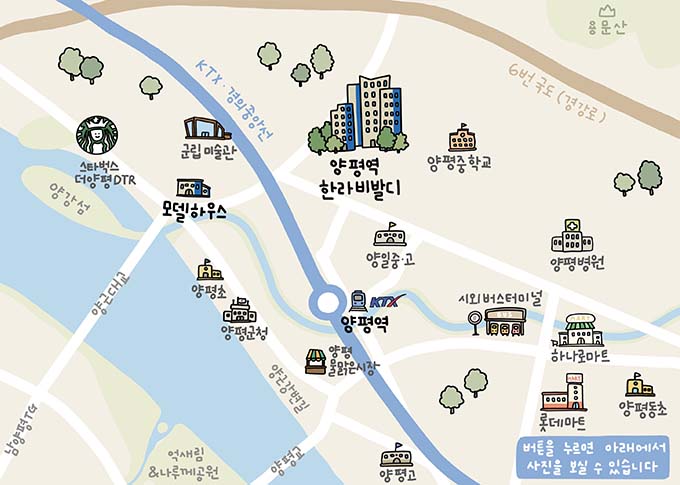 용문산
6번 국도 (경강로)
KTX · 경의중앙선
스타벅스
더양평DTR
군립 미술관
양평역
한라비발디
양평중학교
양강섬
모델하우스
양일중·고
양평병원
양평초
양근대교
양평군청
KTX
양평역
시외버스터미널
MART
하나로마트
양평
물맑은시장
양근강변길
MART
롯데마트
양평동초
남양평TG
억새림
&나루께공원
양평교
양평고
버튼을 누르면 아래에서
사진을 보실 수 있습니다